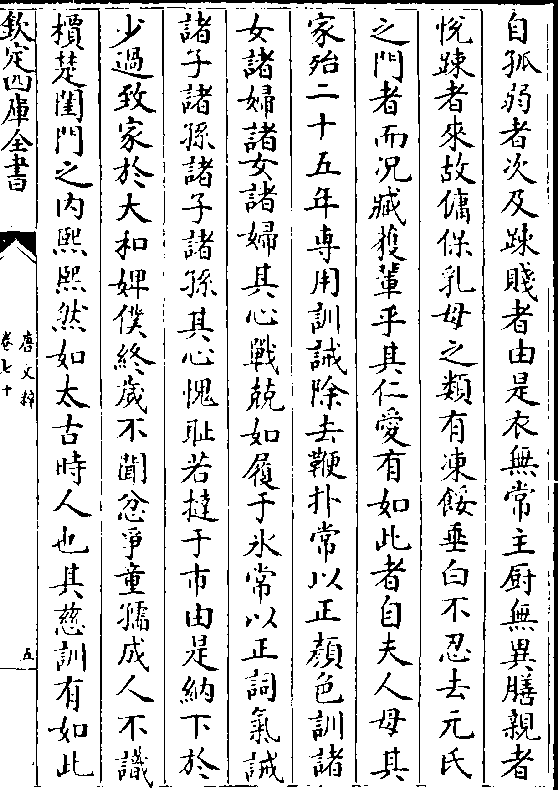 自孤弱者次及踈賤者由是衣無常主厨無異膳親者
悅踈者來故傭保乳母之類有凍餒垂白不忍去元氏
之門者而况臧獲輩乎其仁愛有如此者自夫人母其
家殆二十五年専用訓誡除去鞭扑常以正顏色訓諸
女諸婦諸女諸婦其心戰兢如履于氷常以正詞氣誡
諸子諸孫諸子諸孫其心愧耻若撻于市由是納下於
少過致家於大和婢僕終歳不聞忿爭童孺成人不識
檟楚閨門之内熙熙然如太古時人也其慈訓有如此
欽定四庫全書
唐文粹
卷七十
五